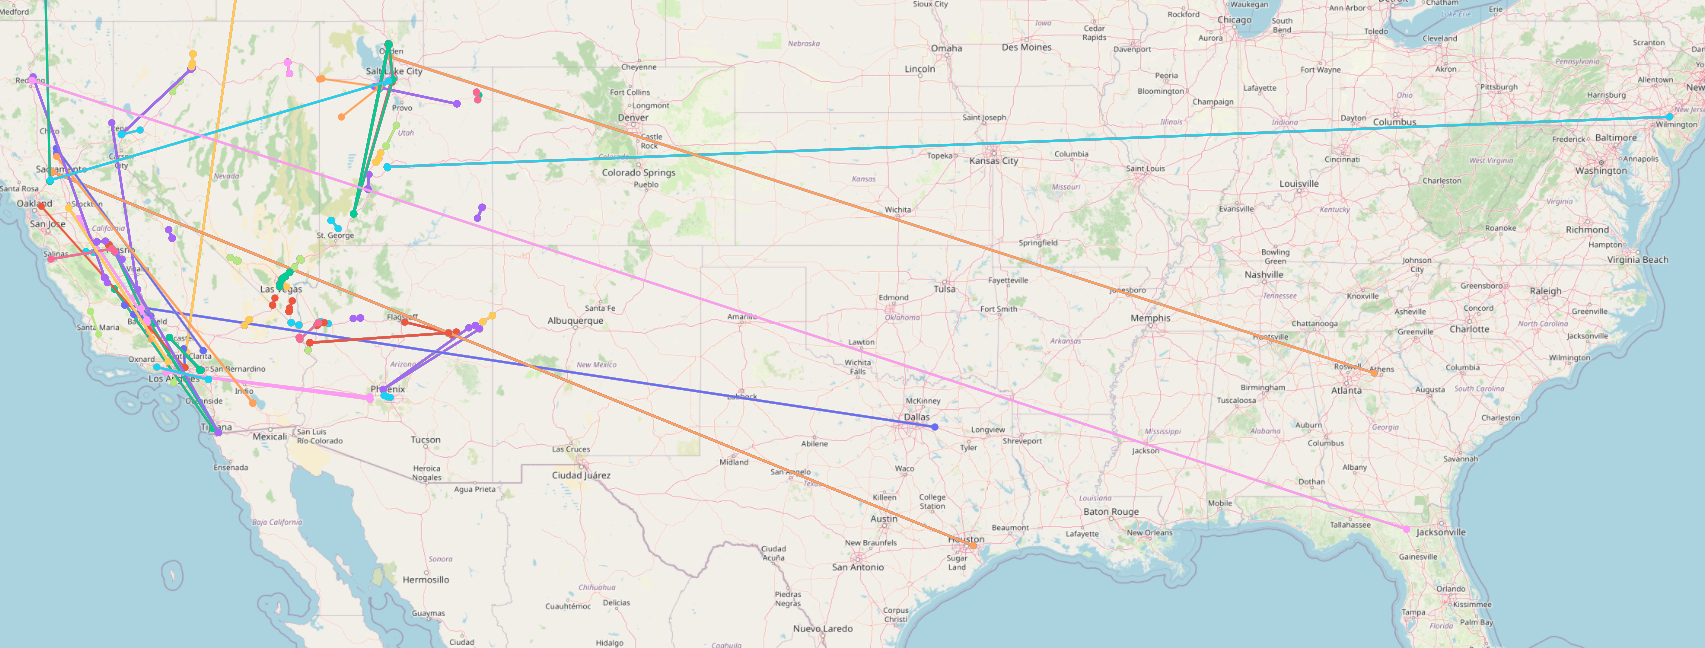 Medford
Sioux City
Waukegan
Chatham
Erie
Rockford
Ann Arbor
Lake Erie
Iowa
Cedar Rapids
Chicago
South Bend
Toledo
Cleveland
Scranton
Nebraska
Omaha
Des Moines
Davenport
Aurora
Ogden
Salt Lake City
Cheyenne
Lincoln
Peoria
Fort Wayne
Akron
Pennsylvania
Allentown
Fort Collins
Longmont
Bloomington
Lafayette
Harrisburg
Provo
Denver
Saint Joseph
Champaign
Ohio
Illinois
Indiana
Dayton
Columbus
Wilmington
Utah
Castle Rock
Frederick
Baltimore
Carson City
Colorado Springs
Pueblo
Topeka
Kansas City
Columbia
Cincinnati
Annapolis
Washington
Sacramento
Nevada
Kansas
Missouri
Saint Louis
West Virginia
Charleston
Santa Rosa
Louisville
Oakland
Stockton
Wichita
Evansville
Kentucky
Virginia
San Jose
California
St. George
Springfield
Roanoke
Richmond
Hampton
Salinas
Bowling Green
Johnson City
Virginia Beach
Las Vegas
Tulsa
Fayetteville
Nashville
Jonesboro
Tennessee
Knoxville
Greensboro
Raleigh
Edmond
Santa Fe
Fort Smith
Santa Maria
Flagstaff
Albuquerque
Amarillo
Oklahoma
Memphis
Chattanooga
Asheville
Concord
Greenville
North Carolina
Jacksonville
Charlotte
Huntsville
Lawton
Arkansas
Oxnard
San Bernardino
Arizona
New Mexico
Wichita Falls
Roswell
Athens
Columbia
Wilmington
Los Angeles
Birmingham
Atlanta
Augusta
South Carolina
Indio
Phoenix
Lubbock
McKinney
Tuscaloosa
Oceanside
Dallas
Charleston
Tijuana
Mexicali
San Luis Río Colorado
Tucson
Abilene
Longview
Tyler
Shreveport
Mississippi
Jackson
Alabama
Auburn
Columbus
Georgia
Ensenada
Heroica Nogales
Las Cruces
Ciudad Juárez
Midland
San Angelo
Waco
Albany
Savannah
Agua Prieta
Texas
Killeen
College Station
Louisiana
Dothan
Baja California
Austin
Beaumont
Baton Rouge
Mobile
Tallahassee
Jacksonville
Houston
Lafayette
New Orleans
Sonora
Ciudad Acuña
New Braunfels
San Antonio
Sugar Land
Gainesville
Hermosillo
Chihuahua
Orlando
Cuauhtémoc
Delicias
Piedras Negras
Kissimmee
Guaymas
Corpus Christi
Tampa
Palm Bay
Nuevo Laredo
Florida
Ciudad
Hidalgo
Coahuila